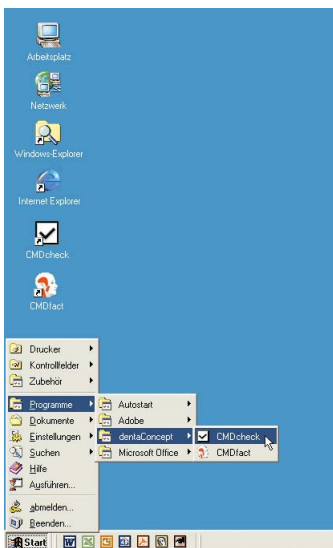 Arbeitsplatz
Netzwerk
Windows-Explorer
Internet Explorer
CMDcheck
CMDfact
Drucker
Kontrollfelder
Zubehör
Programme
Autostart
Dokumente
Adobe
Einstellungen
dentaConcept
CMDcheck
Suchen
Microsoft Office
CMDfact
Hilfe
Ausführen...
abmelden...
Beenden...
Start